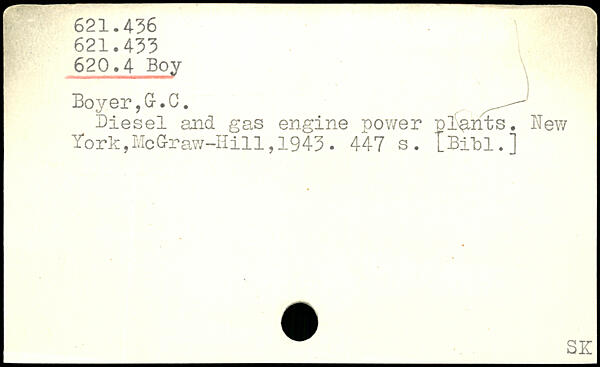 621.436
621.433
620.4 Boy
Boyer,G.C.
Diesel and gas engine power plants. New
York,McGraw-Hill,1943. 447 s. [Bibl.]
SK